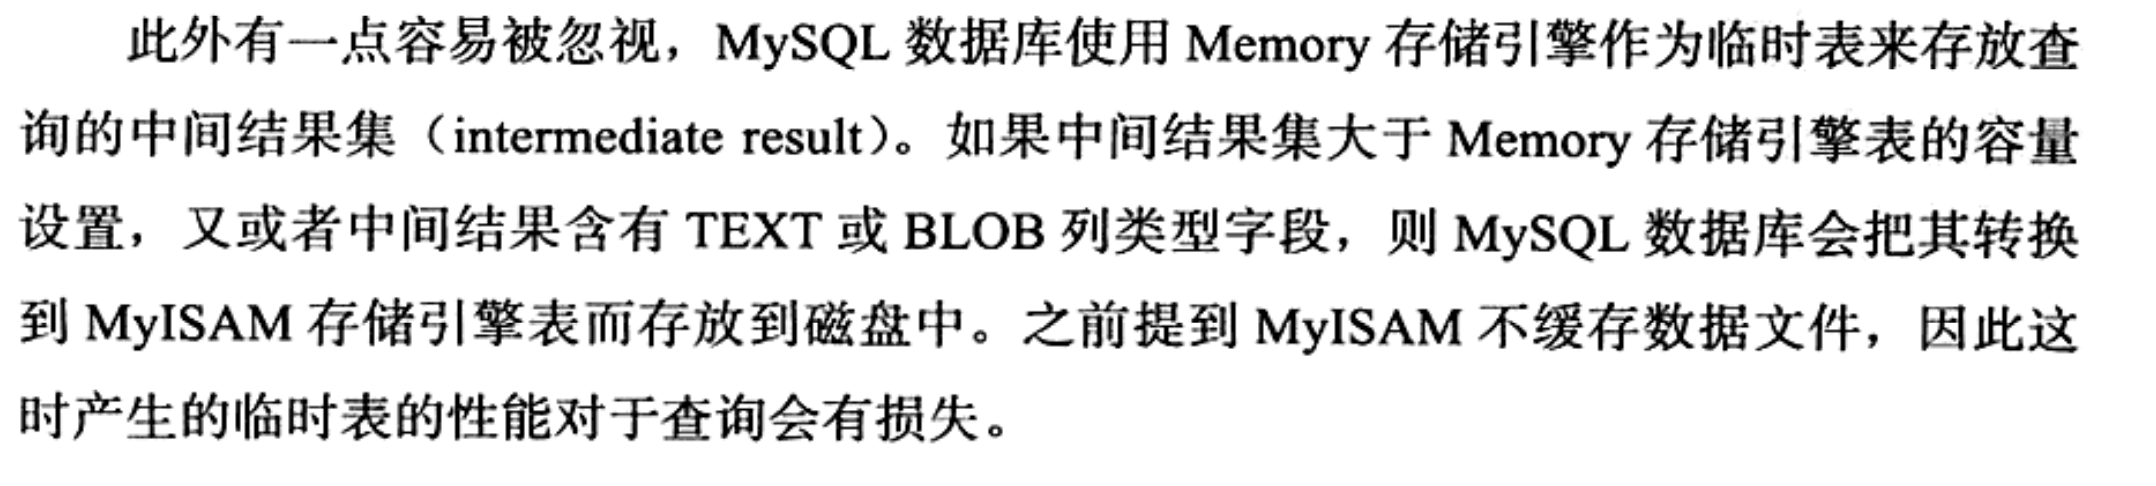 此外有一点容易被忽视，MySQL 数据库使用 Memory 存储引擎作为临时表来存放查
询的中间结果集（intermediate result）。如果中间结果集大于 Memory 存储引擎表的容量
设置，又或者中间结果含有 TEXT 或 BLOB 列类型字段，则 MySQL 数据库会把其转换
到 MyISAM 存储引擎表而存放到磁盘中。之前提到 MyISAM 不缓存数据文件，因此这
时产生的临时表的性能对于查询会有损失。